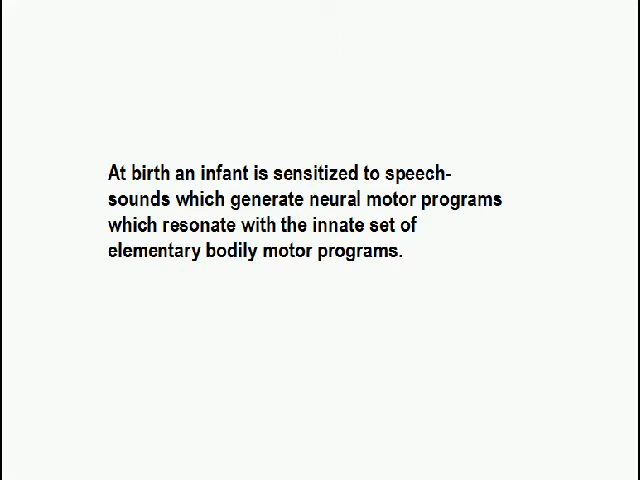 At birth an infant is sensitized to speech-
sounds which generate neural motor programs
which resonate with the innate set of
elementary bodily motor programs.